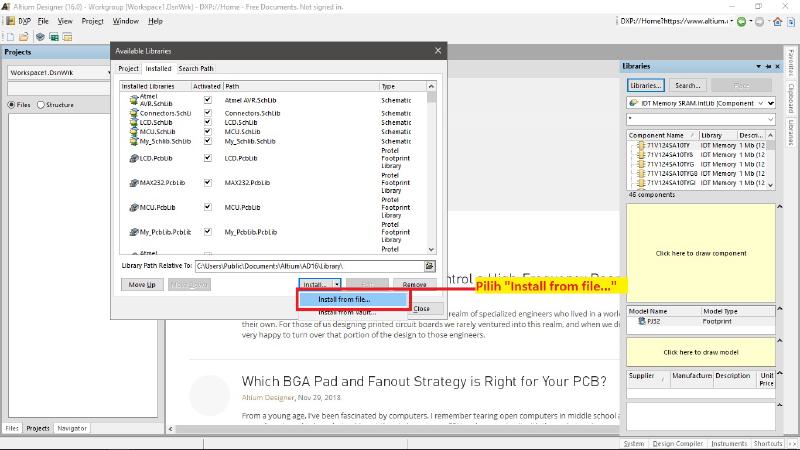 Altium Designer (16.0) - Workgroup [Workspace1.DsnWrk] - DXP://Home - Free Documents. Not signed in.
DXP File View Project Window Help
DXP://Home?https://www.altium.
Projects
Workspace1.DsnWrk
Files Structure
Files Projects Navigator
Available Libraries
Project Installed Search Path
Installed Libraries Activated Path Type
Atmel AVR.SchLib Atmel AVR.SchLib Schematic
Connectors.SchLi Connectors.SchLib Schematic
LCD.SchLib LCD.SchLib Schematic
MCU.SchLib MCU.SchLib Schematic
My_Schlib.SchLib My_Schlib.SchLib Schematic
LCD.PcbLib LCD.PcbLib Protel Footprint Library
MAX232.PcbLib MAX232.PcbLib Protel Footprint Library
MCU.PcbLib MCU.PcbLib Protel Footprint Library
My_PcbLib.PcbLib My_PcbLib.PcbLib Protel Footprint Library
Atmel Protel
Library Path Relative To: C:\Users\Public\Documents\Altium\AD16\Library\
Move Up Move Down Install... Edit... Remove
Install from file...
Install from Vault...
Close
Pilih "Install from file..."
realm of specialized engineers who lived in a world
their own. For those of us designing printed circuit boards we rarely ventured into this realm, and when we did
very happy to turn over that portion of the design to those engineers.
Which BGA Pad and Fanout Strategy is Right for Your PCB?
Altium Designer, Nov 29, 2018
From a young age, I've been fascinated by computers. I remember tearing open computers in middle school a
Libraries
Libraries... Search... Place
IDT Memory SRAM.IntLib [Component
*
Component Name Library Descri...
71V124SA10TY IDT Memory 1 Mb (12
71V124SA10TY8 IDT Memory 1 Mb (12
71V124SA10TYG IDT Memory 1 Mb (12
71V124SA10TYG8 IDT Memory 1 Mb (12
71V124SA10TYGI IDT Memory 1 Mb (12
46 components
Click here to draw component
Model Name Model Type
PJ32 Footprint
Click here to draw model
Supplier Manufacturer Description Unit Price
Favorites
Clipboard
Libraries
System Design Compiler Instruments Shortcuts >>